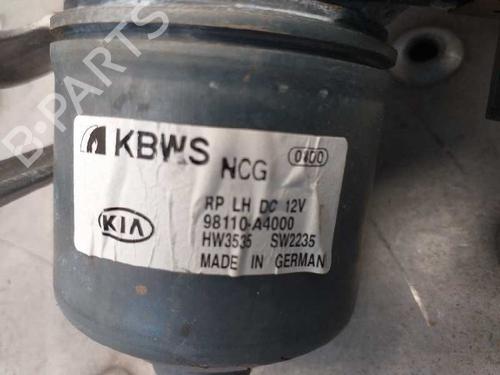 B-PARTS
KBWS NCG 0400
RP LH DC 12V
KIA 98110-A4000
HW3535 SW2235
MADE IN GERMAN